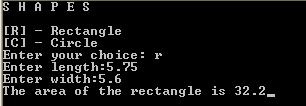 S H A P E S
[R] - Rectangle
[C] - Circle
Enter your choice: r
Enter length:5.75
Enter width:5.6
The area of the rectangle is 32.2